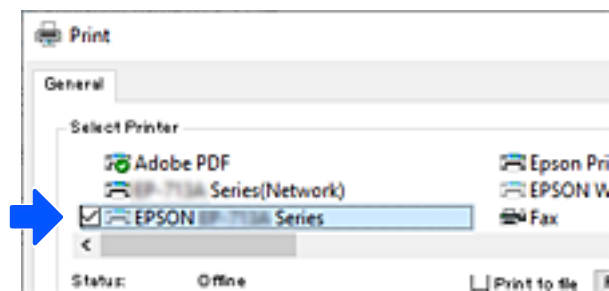 Print
General
Select Printer
Adobe PDF
Epson Pri
Series(Network)
EPSON W
EPSON Series
Fax
Status: Offline
Print to file